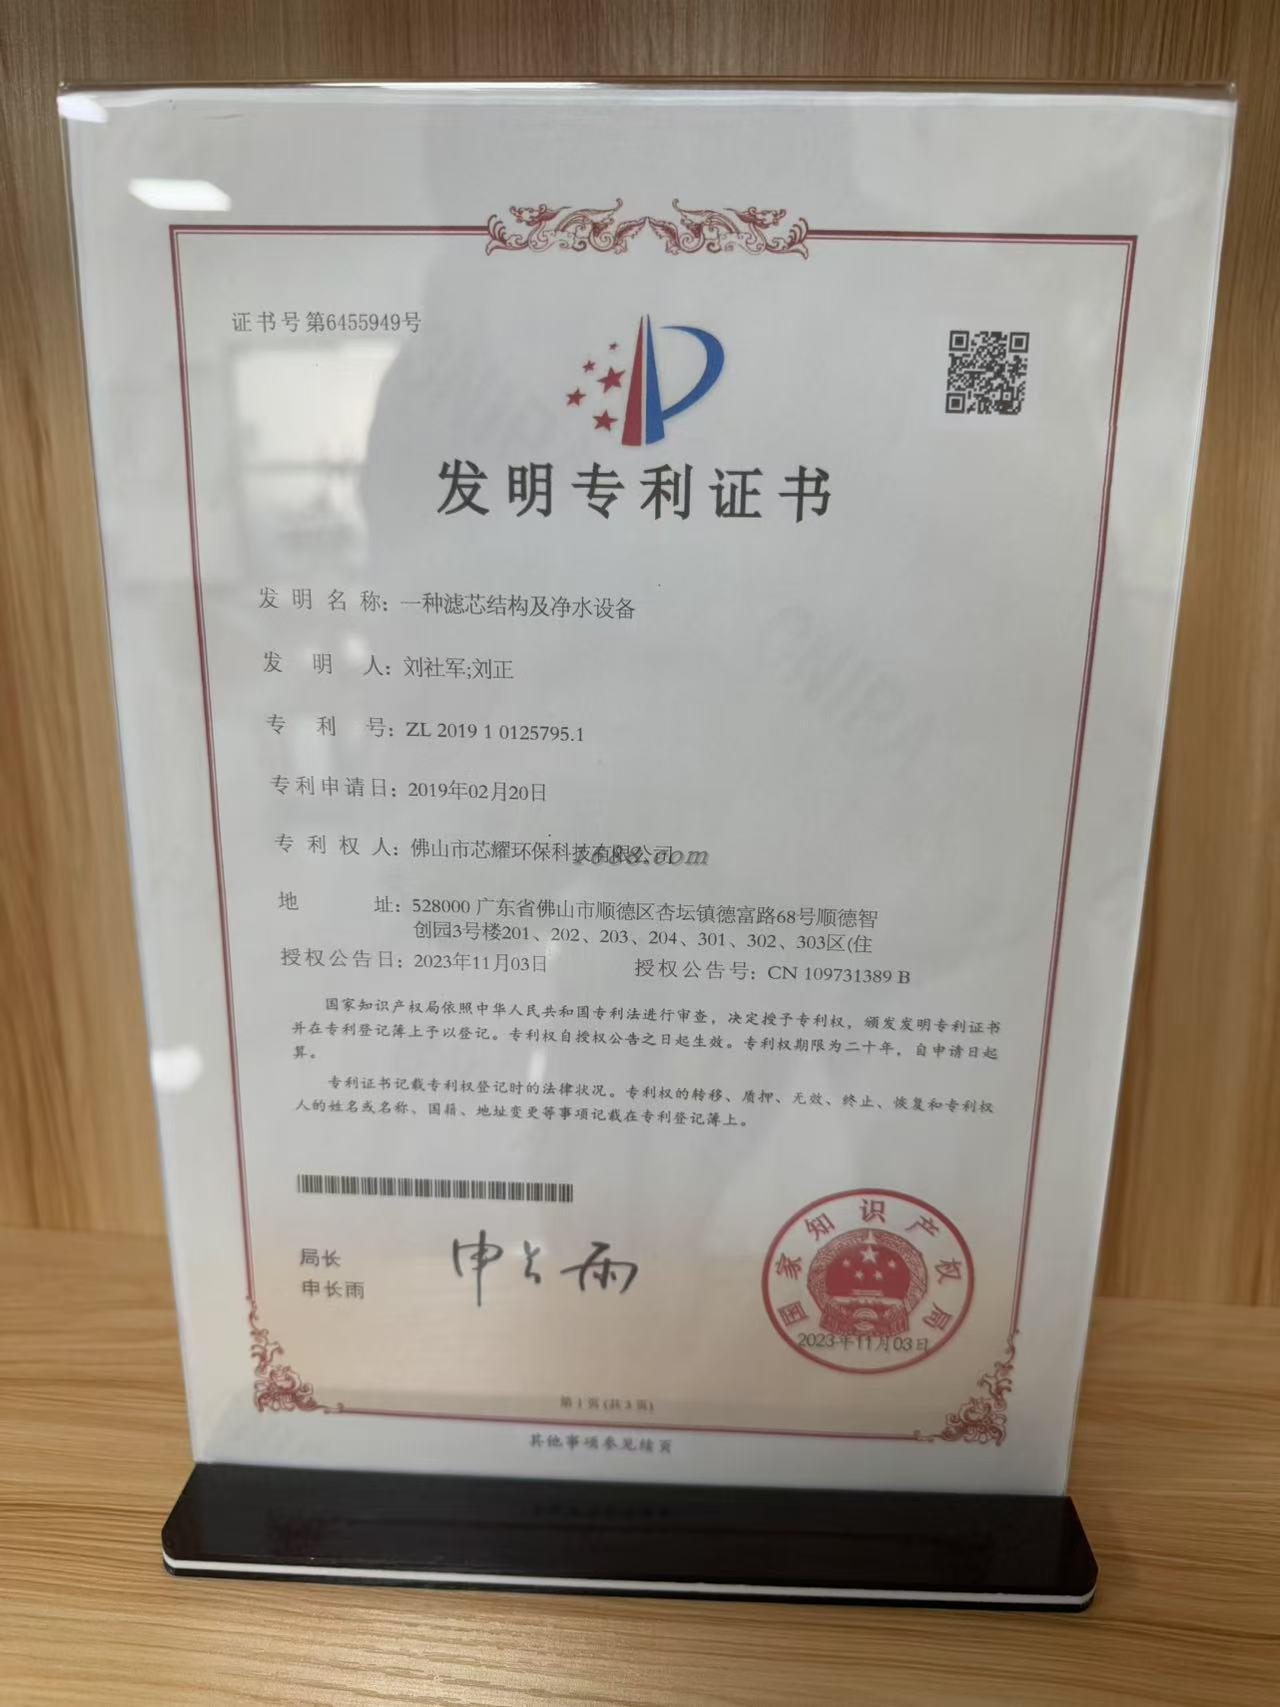 证书号第6455949号
发明专利证书
发明名称：一种滤芯结构及净水设备
发明人：刘社军;刘正
专利号：ZL 2019 1 0125795.1
专利申请日：2019年02月20日
专利权人：佛山市芯耀环保科技有限公司
1688.com
地址：528000 广东省佛山市顺德区杏坛镇德富路68号顺德智
创园3号楼201、202、203、204、301、302、303区(住
授权公告日：2023年11月03日 授权公告号：CN 109731389 B
国家知识产权局依照中华人民共和国专利法进行审查，决定授予专利权，颁发发明专利证书
并在专利登记簿上予以登记。专利权自授权公告之日起生效。专利权期限为二十年，自申请日起
算。
专利证书记载专利权登记时的法律状况。专利权的转移、质押、无效、终止、恢复和专利权
人的姓名或名称、国籍、地址变更等事项记载在专利登记簿上。
局长
申长雨
申长雨
国家知识产权局
2023年11月03日
第1页(共3页)
其他事项参见续页